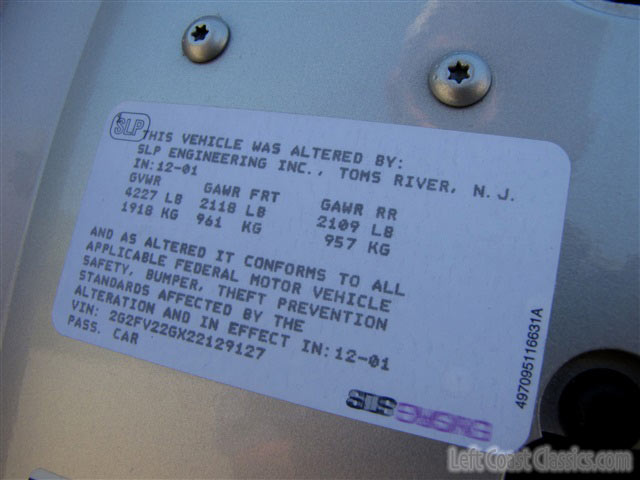 SLP
THIS VEHICLE WAS ALTERED BY:
SLP ENGINEERING INC., TOMS RIVER, N.J.
IN:12-01
GVWR GAWR FRT GAWR RR
4227 LB 2118 LB 2109 LB
1918 KG 961 KG 957 KG
AND AS ALTERED IT CONFORMS TO ALL
APPLICABLE FEDERAL MOTOR VEHICLE
SAFETY, BUMPER, THEFT PREVENTION
STANDARDS AFFECTED BY THE
ALTERATION AND IN EFFECT IN:12-01
VIN: 2G2FV22GX22129127
PASS. CAR
497095116631A
Left Coast Classics.com